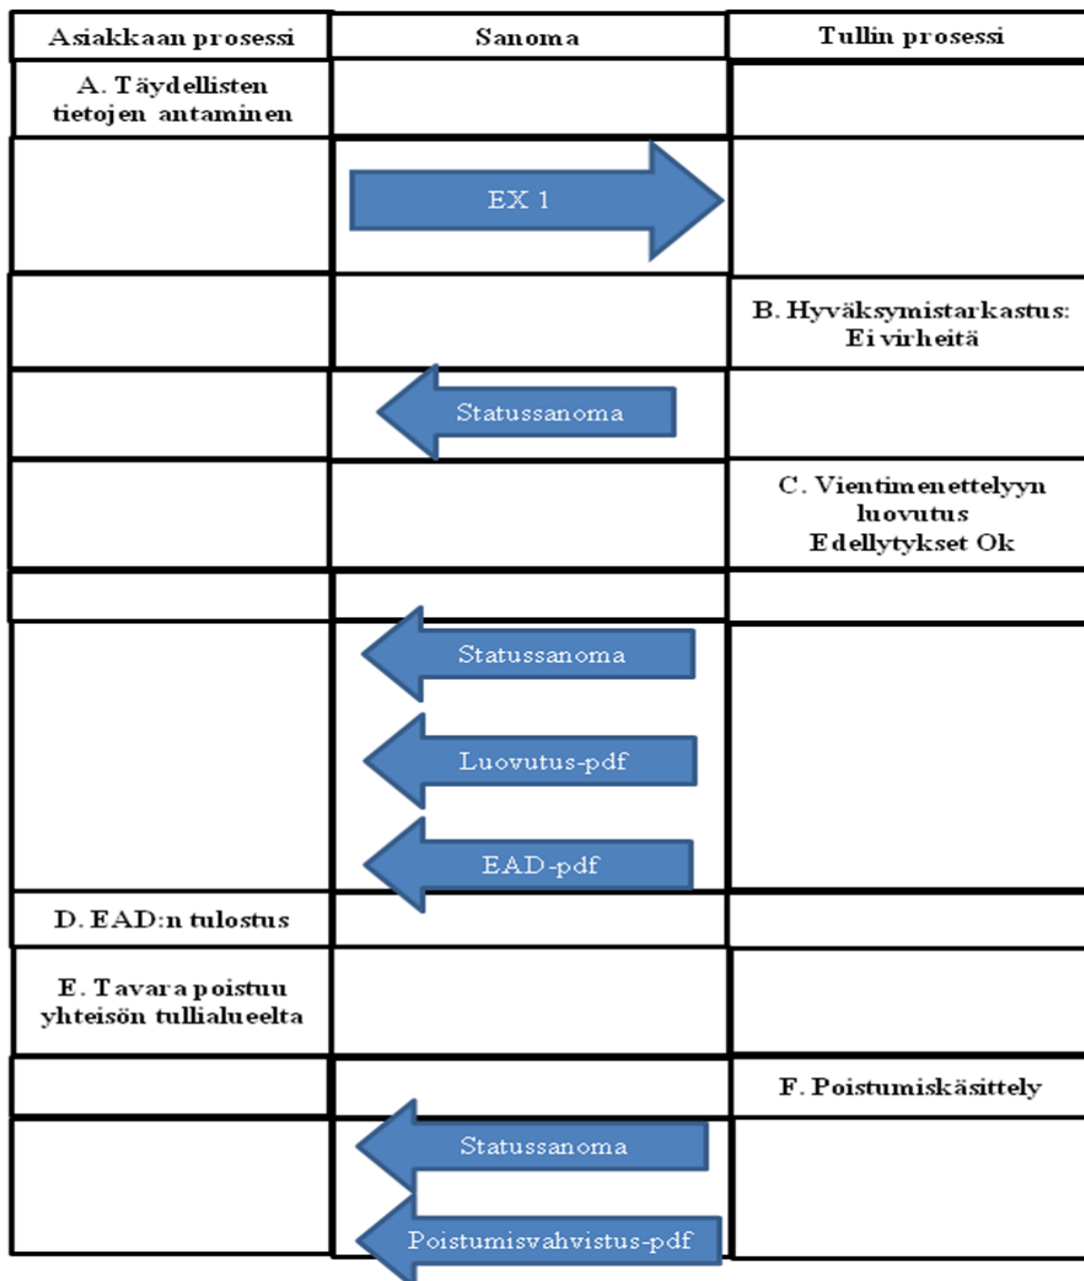 Asiakkaan prosessi
Sanoma
Tullin prosessi
A. Täydellisten
tietojen antaminen
EX 1
B. Hyväksymistarkastus:
Ei virheitä
Statussanoma
C. Vientimenettelyyn
luovutus
Edellytykset Ok
Statussanoma
Luovutus-pdf
EAD-pdf
D. EAD:n tulostus
E. Tavara poistuu
yhteisön tullialueelta
F. Poistumiskäsittely
Statussanoma
Poistumisvahvistus-pdf